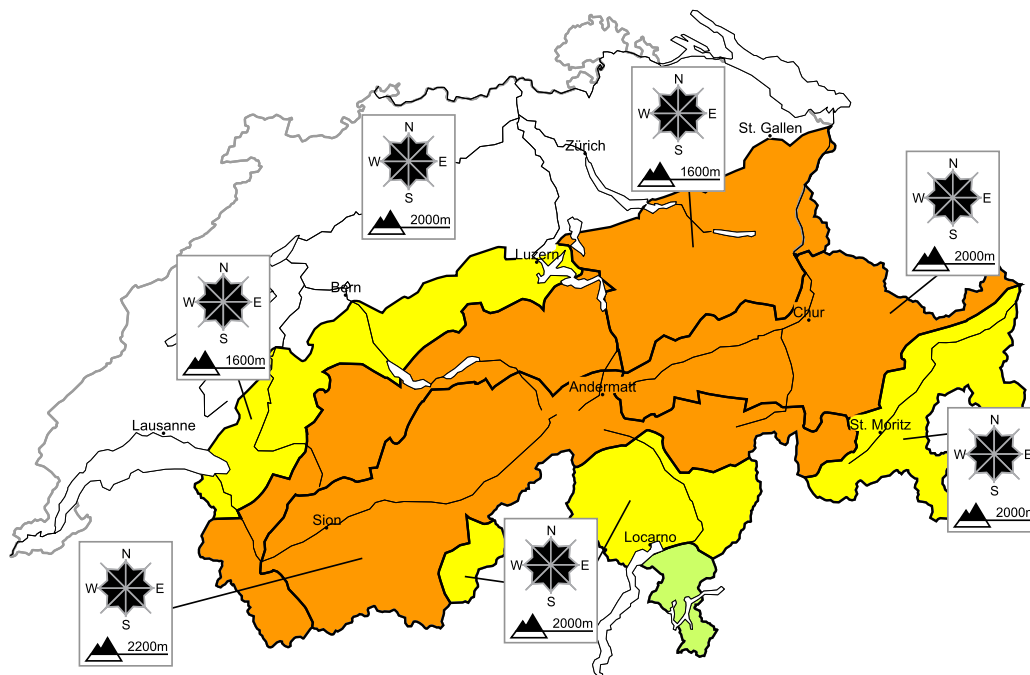 N
W E
S
1600m
N
W E
S
2000m
St. Gallen
Zürich
N
W E
S
2000m
Luzern
N
W E
S
1600m
Bern
Chur
Andermatt
Lausanne
St. Moritz
N
W E
S
2000m
Sion
Locarno
N
W E
S
2000m
N
W E
S
2200m